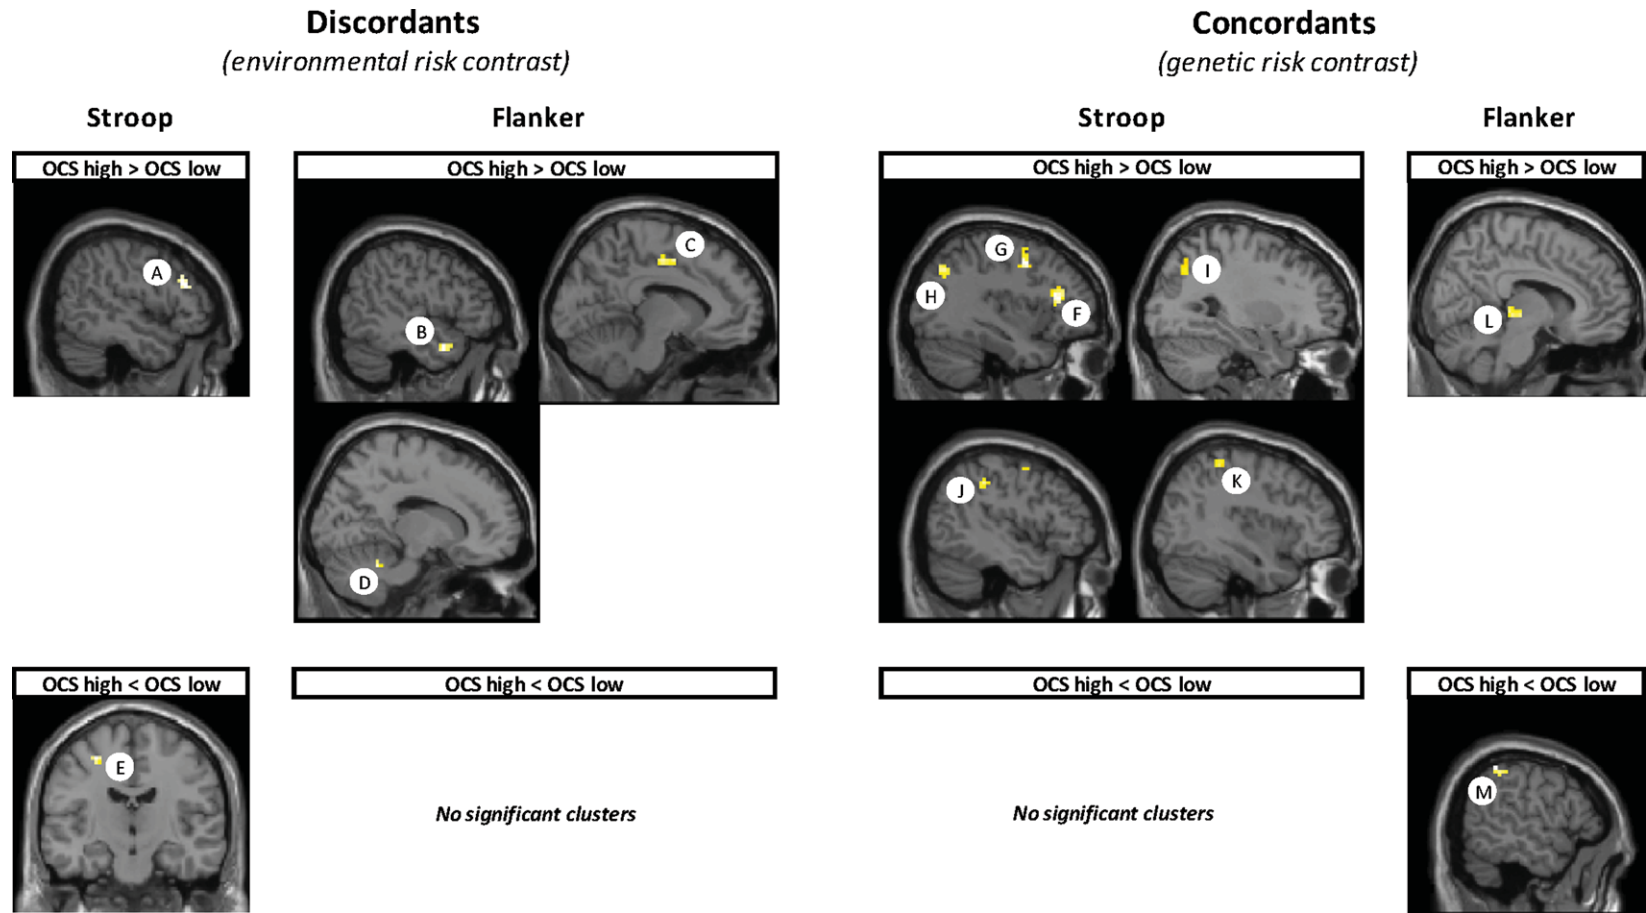 Discordants
(environmental risk contrast)
Stroop
Flanker
OCS high > OCS low
OCS high > OCS low
A
B
C
D
OCS high < OCS low
OCS high < OCS low
E
No significant clusters
Concordants
(genetic risk contrast)
Stroop
Flanker
OCS high > OCS low
OCS high > OCS low
G
H
F
I
L
J
K
OCS high < OCS low
OCS high < OCS low
No significant clusters
M